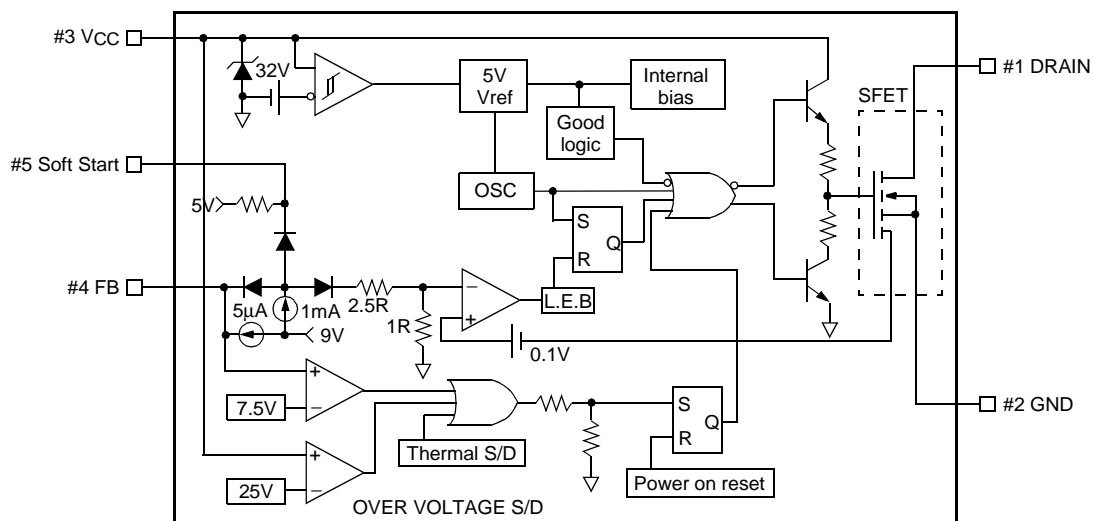 #3 VCC
32V
5V
Vref
Internal
bias
#1 DRAIN
SFET
Good
logic
#5 Soft Start
OSC
5V
S
Q
R
#4 FB
5μA
1mA
2.5R
−
+
L.E.B
9V
1R
0.1V
+
7.5V
−
S
Q
R
#2 GND
Thermal S/D
+
25V
−
Power on reset
OVER VOLTAGE S/D